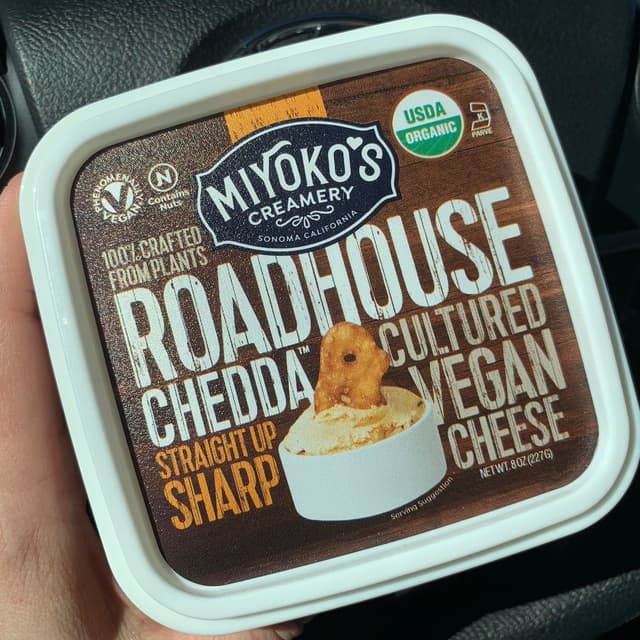 USDA
ORGANIC
K
PARVE
MIYOKO'S
CREAMERY
SONOMA CALIFORNIA
VEGAN
N
Contains
Nuts
100% CRAFTED
FROM PLANTS
ROADHOUSE
CHEDDA™
CULTURED
VEGAN
CHEESE
STRAIGHT UP
SHARP
NET WT. 8 OZ (227G)
Serving Suggestion